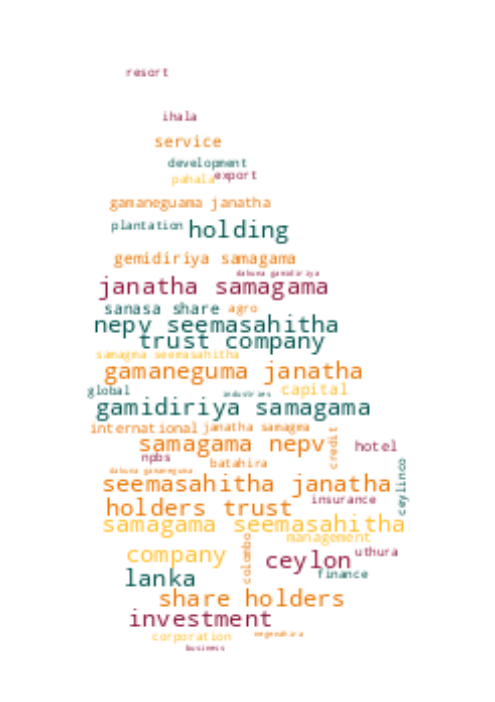 resort
ihala
service
development
pahala export
gamaneguama janatha
plantation holding
gemidiriya samagama
dakuna gamidiriya
janatha samagama
sanasa share agro
nepv seemasahitha
trust company
samagma seemasahitha
gamaneguma janatha
global industries capital
gamidiriya samagama
international janatha samagma
samagama nepv credit hotel
npbs batahira
dakuna gamaneguma
seemasahitha janatha ceylinco
holders trust insurance
samagama seemasahitha
management
company colombo ceylon uthura
lanka finance
share holders
investment
corporation negenahira
business